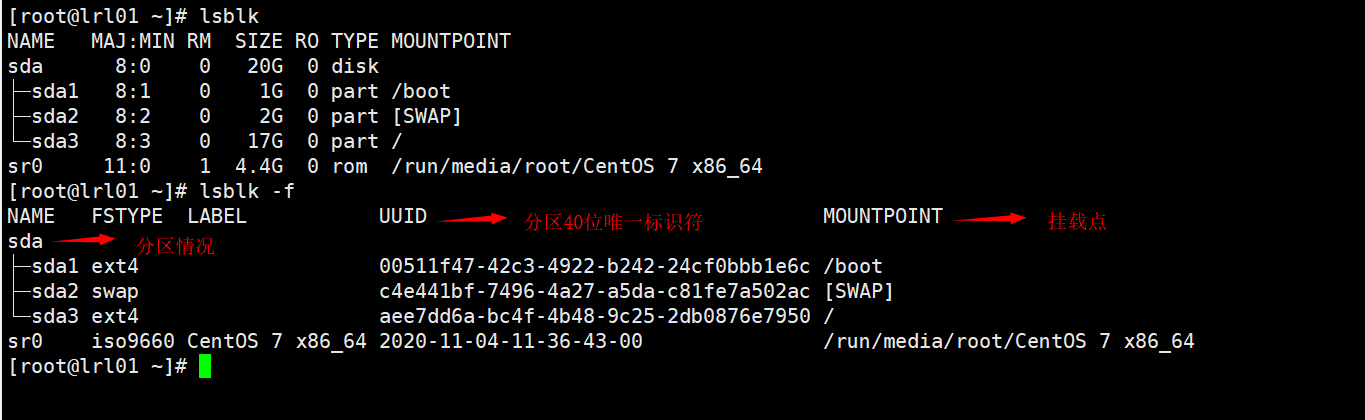 [root@lrl01 ~]# lsblk
NAME   MAJ:MIN RM  SIZE RO TYPE MOUNTPOINT
sda      8:0    0   20G  0 disk
├─sda1   8:1    0    1G  0 part /boot
├─sda2   8:2    0    2G  0 part [SWAP]
└─sda3   8:3    0   17G  0 part /
sr0     11:0    1  4.4G  0 rom  /run/media/root/CentOS 7 x86_64
[root@lrl01 ~]# lsblk -f
NAME   FSTYPE  LABEL           UUID 分区40位唯一标识符 MOUNTPOINT 挂载点
sda 分区情况
├─sda1 ext4                    00511f47-42c3-4922-b242-24cf0bbb1e6c /boot
├─sda2 swap                    c4e441bf-7496-4a27-a5da-c81fe7a502ac [SWAP]
└─sda3 ext4                    aee7dd6a-bc4f-4b48-9c25-2db0876e7950 /
sr0    iso9660 CentOS 7 x86_64 2020-11-04-11-36-43-00               /run/media/root/CentOS 7 x86_64
[root@lrl01 ~]#